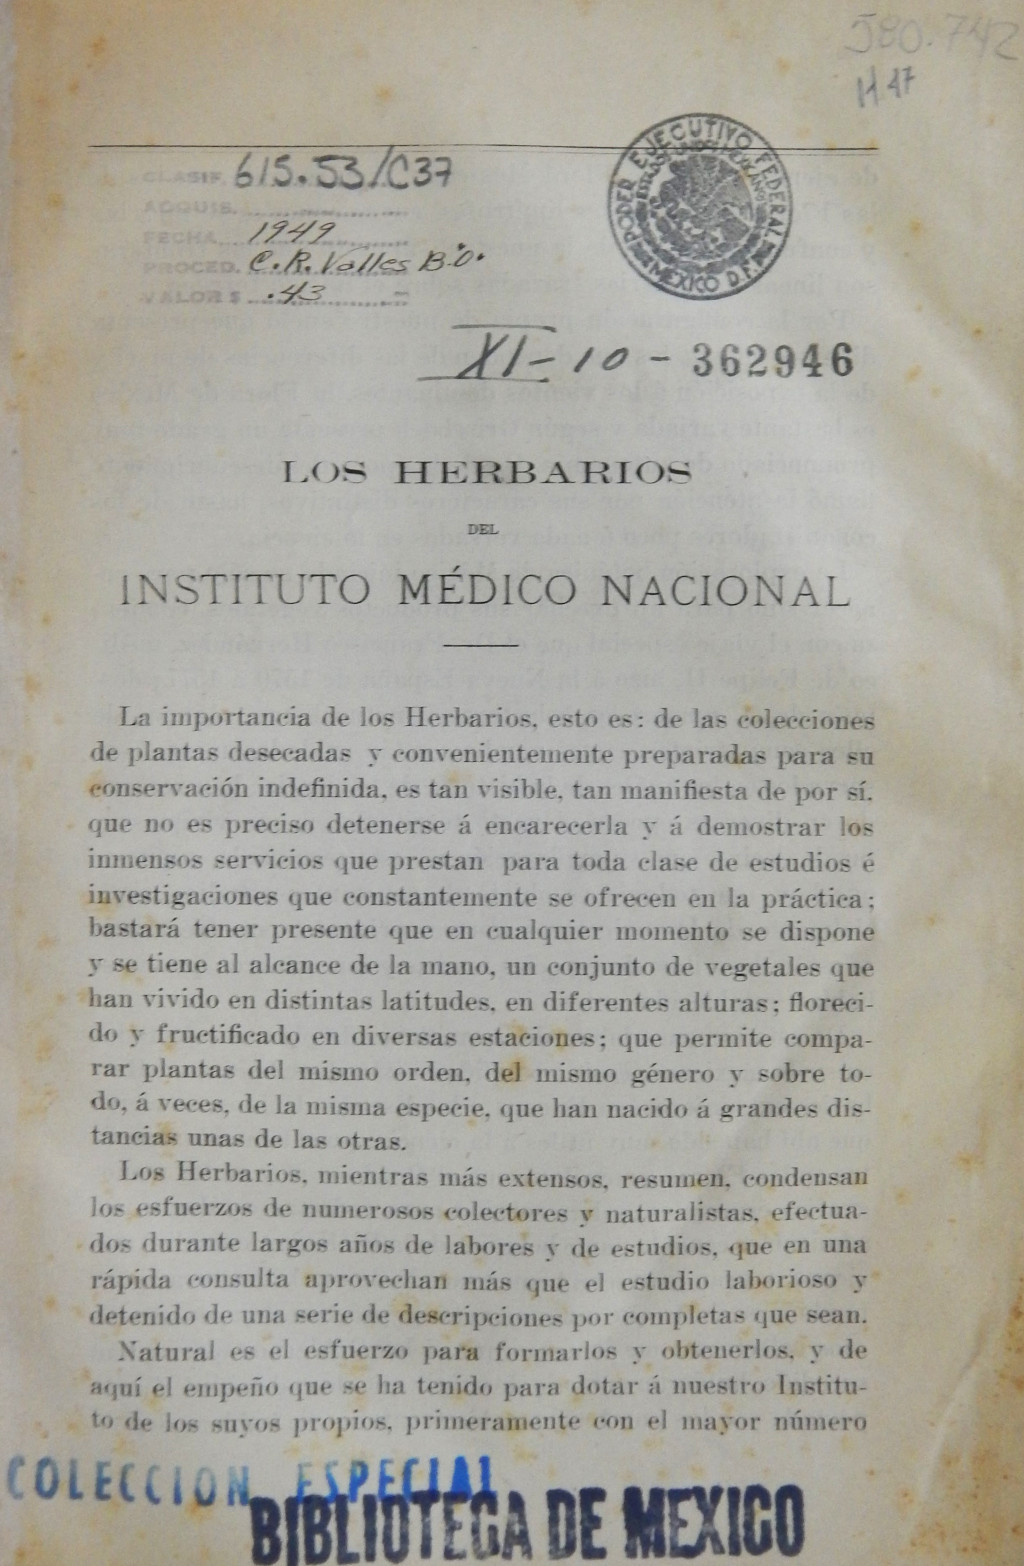 580.742
H 17
CLASIF. 615.53/C37
ADQUIS.
FECHA 1949
PROCED. C.R. Valles B.O.
VALOR $ .43
PODER EJECUTIVO FEDERAL
ESTADOS UNIDOS MEXICANOS
MEXICO D.F.
XI-10 - 362946
LOS HERBARIOS
DEL
INSTITUTO MÉDICO NACIONAL
La importancia de los Herbarios, esto es: de las colecciones
de plantas desecadas y convenientemente preparadas para su
conservación indefinida, es tan visible, tan manifiesta de por sí,
que no es preciso detenerse á encarecerla y á demostrar los
inmensos servicios que prestan para toda clase de estudios é
investigaciones que constantemente se ofrecen en la práctica;
bastará tener presente que en cualquier momento se dispone
y se tiene al alcance de la mano, un conjunto de vegetales que
han vivido en distintas latitudes, en diferentes alturas; floreci-
do y fructificado en diversas estaciones; que permite compa-
rar plantas del mismo orden, del mismo género y sobre to-
do, á veces, de la misma especie, que han nacido á grandes dis-
tancias unas de las otras.
Los Herbarios, mientras más extensos, resumen, condensan
los esfuerzos de numerosos colectores y naturalistas, efectua-
dos durante largos años de labores y de estudios, que en una
rápida consulta aprovechan más que el estudio laborioso y
detenido de una serie de descripciones por completas que sean.
Natural es el esfuerzo para formarlos y obtenerlos, y de
aquí el empeño que se ha tenido para dotar á nuestro Institu-
to de los suyos propios, primeramente con el mayor número
COLECCION ESPECIAL
BIBLIOTECA DE MEXICO